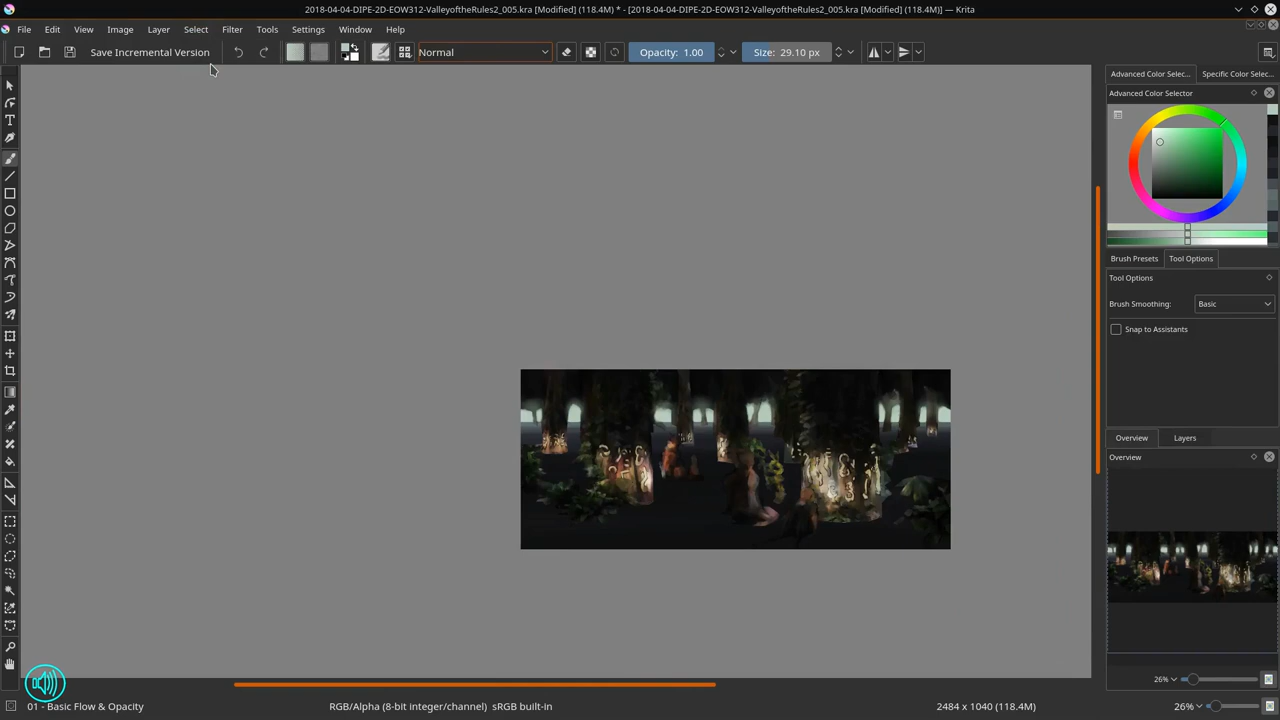 2018-04-04-DIPE-2D-EOW312-ValleyoftheRules2_005.kra [Modified] (118.4M) * - [2018-04-04-DIPE-2D-EOW312-ValleyoftheRules2_005.kra [Modified] (118.4M)] — Krita
File Edit View Image Layer Select Filter Tools Settings Window Help
Save Incremental Version Normal Opacity: 1.00 Size: 29.10 px
Advanced Color Selec... Specific Color Selec...
Advanced Color Selector
Brush Presets Tool Options
Tool Options
Brush Smoothing: Basic
Snap to Assistants
Overview Layers
Overview
26%
01 - Basic Flow & Opacity RGB/Alpha (8-bit integer/channel) sRGB built-in 2484 x 1040 (118.4M) 26%